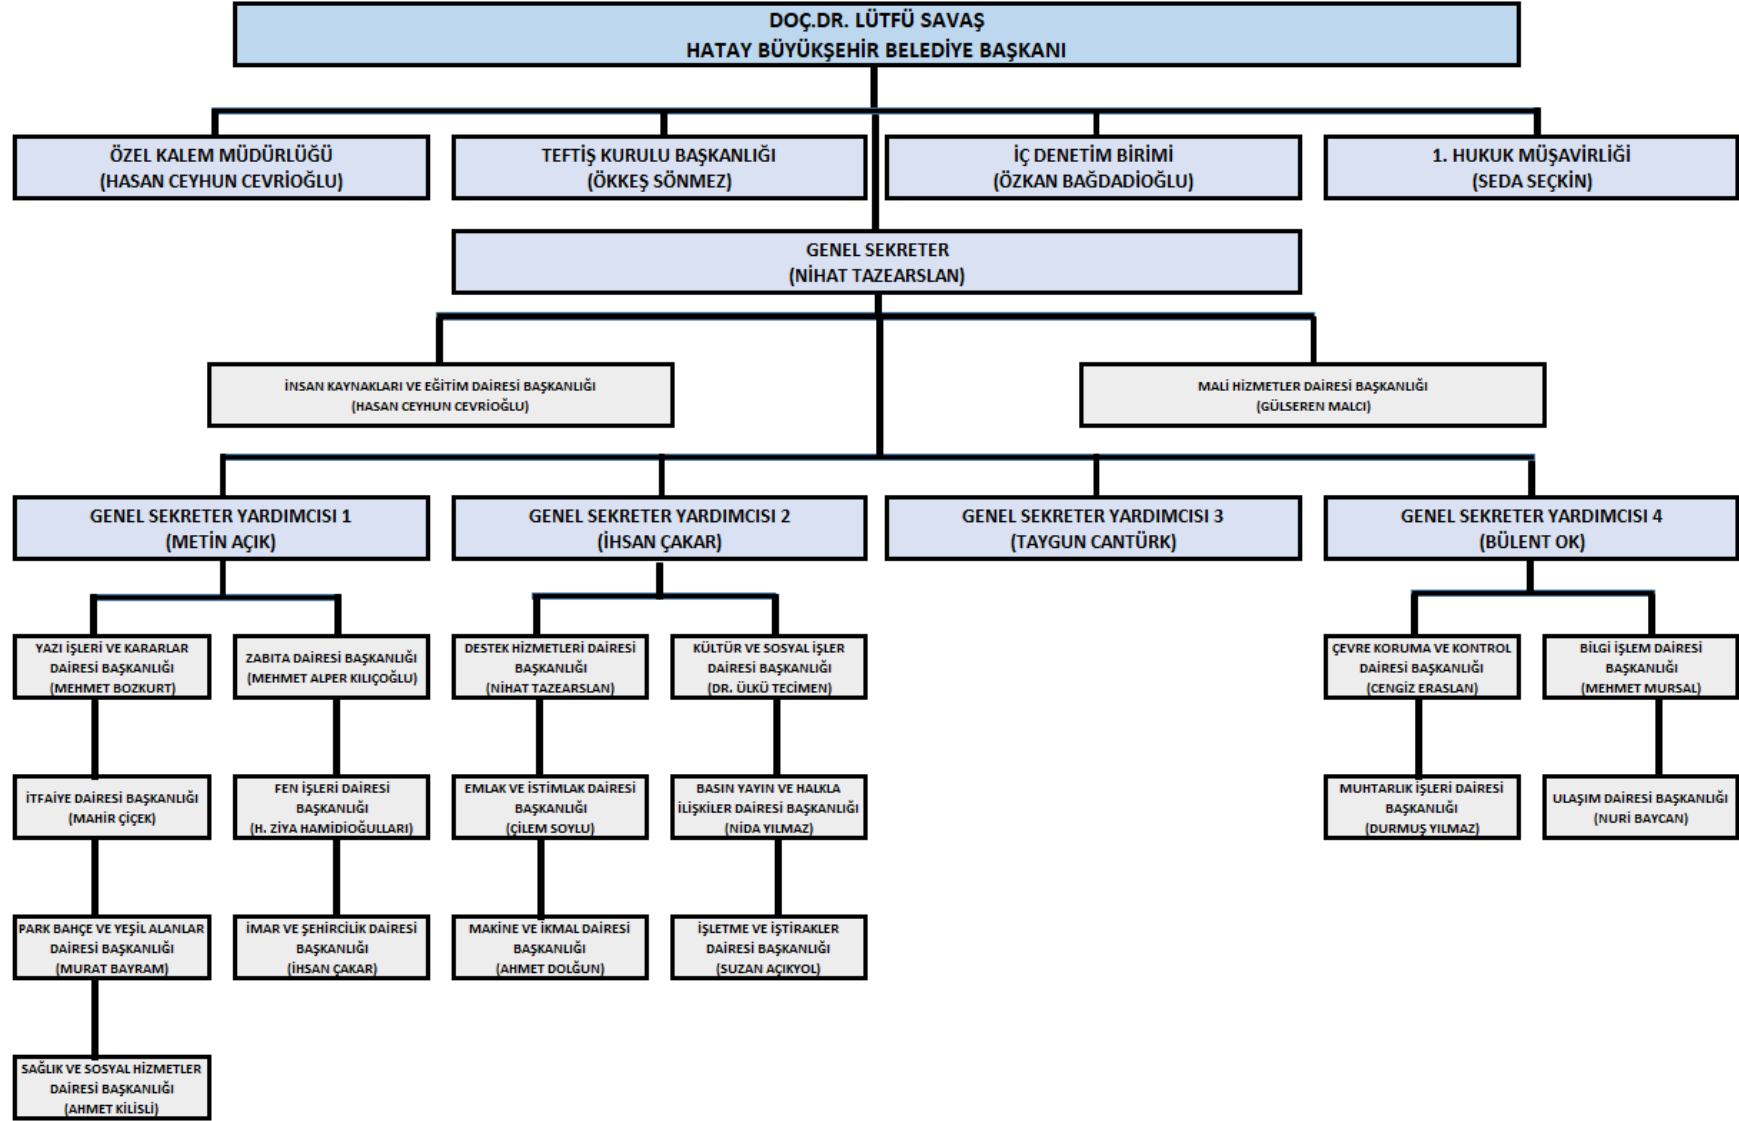 DOÇ.DR. LÜTFÜ SAVAŞ
HATAY BÜYÜKŞEHİR BELEDİYE BAŞKANI
ÖZEL KALEM MÜDÜRLÜĞÜ
(HASAN CEYHUN CEVRİOĞLU)
TEFTİŞ KURULU BAŞKANLIĞI
(ÖKKEŞ SÖNMEZ)
İÇ DENETİM BİRİMİ
(ÖZKAN BAĞDADİOĞLU)
1. HUKUK MÜŞAVİRLİĞİ
(SEDA SEÇKİN)
GENEL SEKRETER
(NİHAT TAZEARSLAN)
İNSAN KAYNAKLARI VE EĞİTİM DAİRESİ BAŞKANLIĞI
(HASAN CEYHUN CEVRİOĞLU)
MALİ HİZMETLER DAİRESİ BAŞKANLIĞI
(GÜLSEREN MALCI)
GENEL SEKRETER YARDIMCISI 1
(METİN AÇIK)
GENEL SEKRETER YARDIMCISI 2
(İHSAN ÇAKAR)
GENEL SEKRETER YARDIMCISI 3
(TAYGUN CANTÜRK)
GENEL SEKRETER YARDIMCISI 4
(BÜLENT OK)
YAZI İŞLERİ VE KARARLAR
DAİRESİ BAŞKANLIĞI
(MEHMET BOZKURT)
ZABITA DAİRESİ BAŞKANLIĞI
(MEHMET ALPER KILIÇOĞLU)
DESTEK HİZMETLERİ DAİRESİ
BAŞKANLIĞI
(NİHAT TAZEARSLAN)
KÜLTÜR VE SOSYAL İŞLER
DAİRESİ BAŞKANLIĞI
(DR. ÜLKÜ TECİMEN)
ÇEVRE KORUMA VE KONTROL
DAİRESİ BAŞKANLIĞI
(CENGİZ ERASLAN)
BİLGİ İŞLEM DAİRESİ
BAŞKANLIĞI
(MEHMET MURSAL)
İTFAİYE DAİRESİ BAŞKANLIĞI
(MAHİR ÇİÇEK)
FEN İŞLERİ DAİRESİ
BAŞKANLIĞI
(H. ZİYA HAMİDİOĞULLARI)
EMLAK VE İSTİMLAK DAİRESİ
BAŞKANLIĞI
(ÇİLEM SOYLU)
BASIN YAYIN VE HALKLA
İLİŞKİLER DAİRESİ BAŞKANLIĞI
(NİDA YILMAZ)
MUHTARLIK İŞLERİ DAİRESİ
BAŞKANLIĞI
(DURMUŞ YILMAZ)
ULAŞIM DAİRESİ BAŞKANLIĞI
(NURİ BAYCAN)
PARK BAHÇE VE YEŞİL ALANLAR
DAİRESİ BAŞKANLIĞI
(MURAT BAYRAM)
İMAR VE ŞEHİRCİLİK DAİRESİ
BAŞKANLIĞI
(İHSAN ÇAKAR)
MAKİNE VE İKMAL DAİRESİ
BAŞKANLIĞI
(AHMET DOLĞUN)
İŞLETME VE İŞTİRAKLER
DAİRESİ BAŞKANLIĞI
(SUZAN AÇIKYOL)
SAĞLIK VE SOSYAL HİZMETLER
DAİRESİ BAŞKANLIĞI
(AHMET KİLİSLİ)